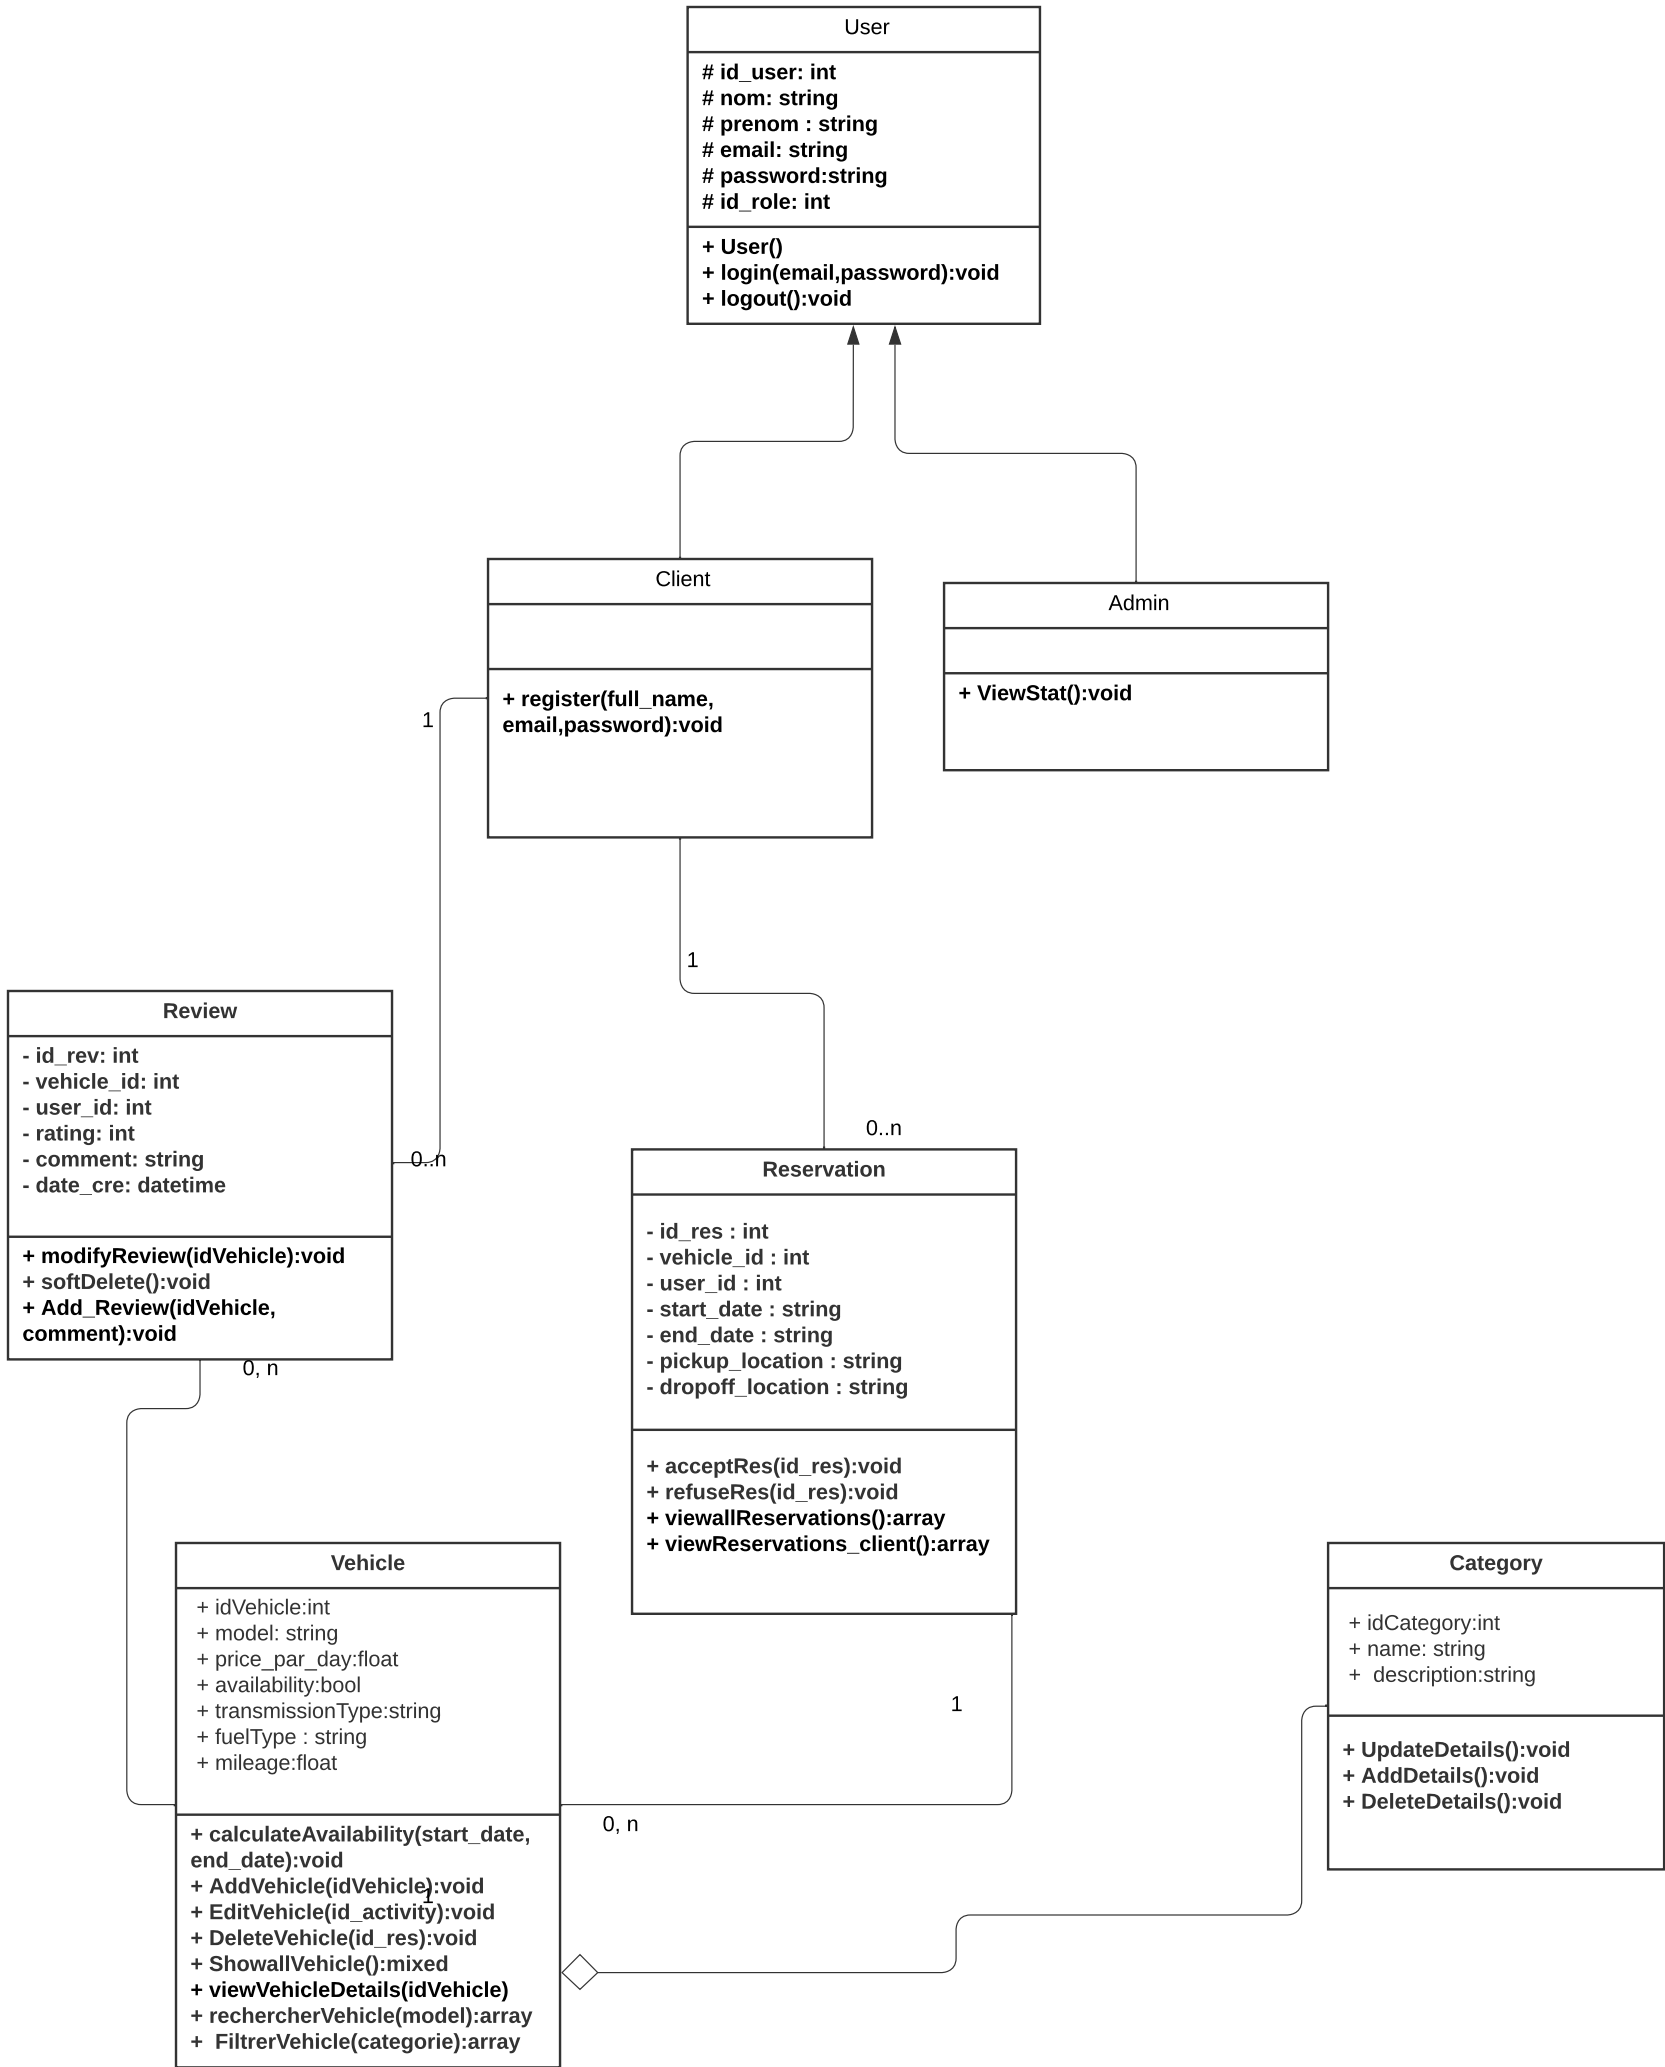 User
# id_user: int
# nom: string
# prenom : string
# email: string
# password:string
# id_role: int
+ User()
+ login(email,password):void
+ logout():void
Client
+ register(full_name,
email,password):void
Admin
+ ViewStat():void
1
1
Review
- id_rev: int
- vehicle_id: int
- user_id: int
- rating: int
- comment: string
- date_cre: datetime
+ modifyReview(idVehicle):void
+ softDelete():void
+ Add_Review(idVehicle,
comment):void
0..n
0, n
0..n
Reservation
- id_res : int
- vehicle_id : int
- user_id : int
- start_date : string
- end_date : string
- pickup_location : string
- dropoff_location : string
+ acceptRes(id_res):void
+ refuseRes(id_res):void
+ viewallReservations():array
+ viewReservations_client():array
1
0, n
Vehicle
+ idVehicle:int
+ model: string
+ price_par_day:float
+ availability:bool
+ transmissionType:string
+ fuelType : string
+ mileage:float
+ calculateAvailability(start_date,
end_date):void
+ AddVehicle(idVehicle):void
1
+ EditVehicle(id_activity):void
+ DeleteVehicle(id_res):void
+ ShowallVehicle():mixed
+ viewVehicleDetails(idVehicle)
+ rechercherVehicle(model):array
+  FiltrerVehicle(categorie):array
Category
+ idCategory:int
+ name: string
+  description:string
+ UpdateDetails():void
+ AddDetails():void
+ DeleteDetails():void